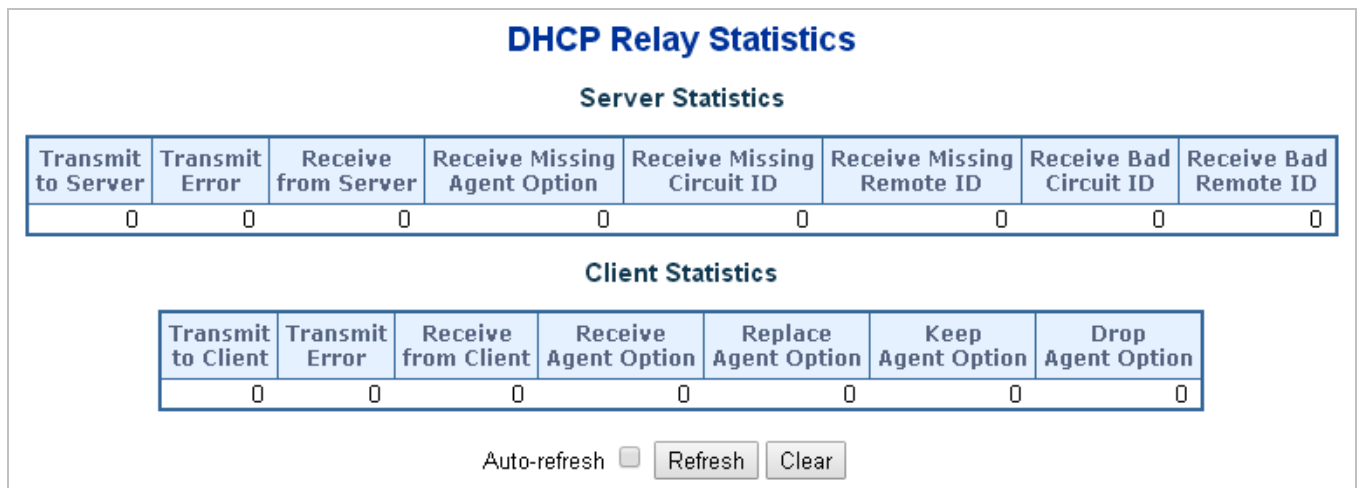 DHCP Relay Statistics
Server Statistics
Transmit to Server Transmit Error Receive from Server Receive Missing Agent Option Receive Missing Circuit ID Receive Missing Remote ID Receive Bad Circuit ID Receive Bad Remote ID
0 0 0 0 0 0 0 0
Client Statistics
Transmit to Client Transmit Error Receive from Client Receive Agent Option Replace Agent Option Keep Agent Option Drop Agent Option
0 0 0 0 0 0 0
Auto-refresh Refresh Clear